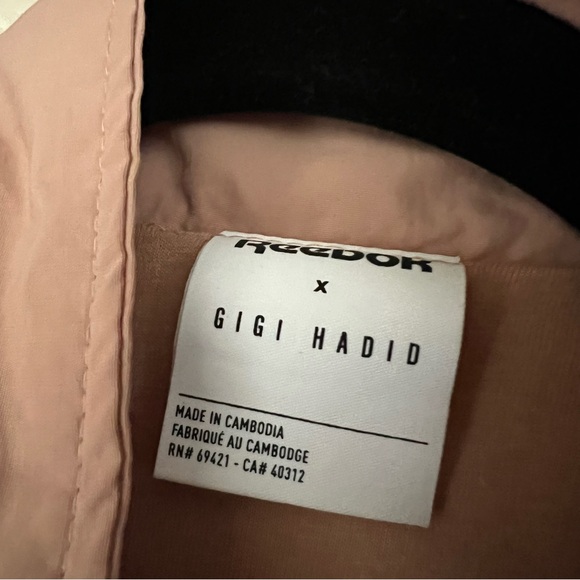 Reebok
X
GIGI HADID
MADE IN CAMBODIA
FABRIQUÉ AU CAMBODGE
RN# 69421 - CA# 40312